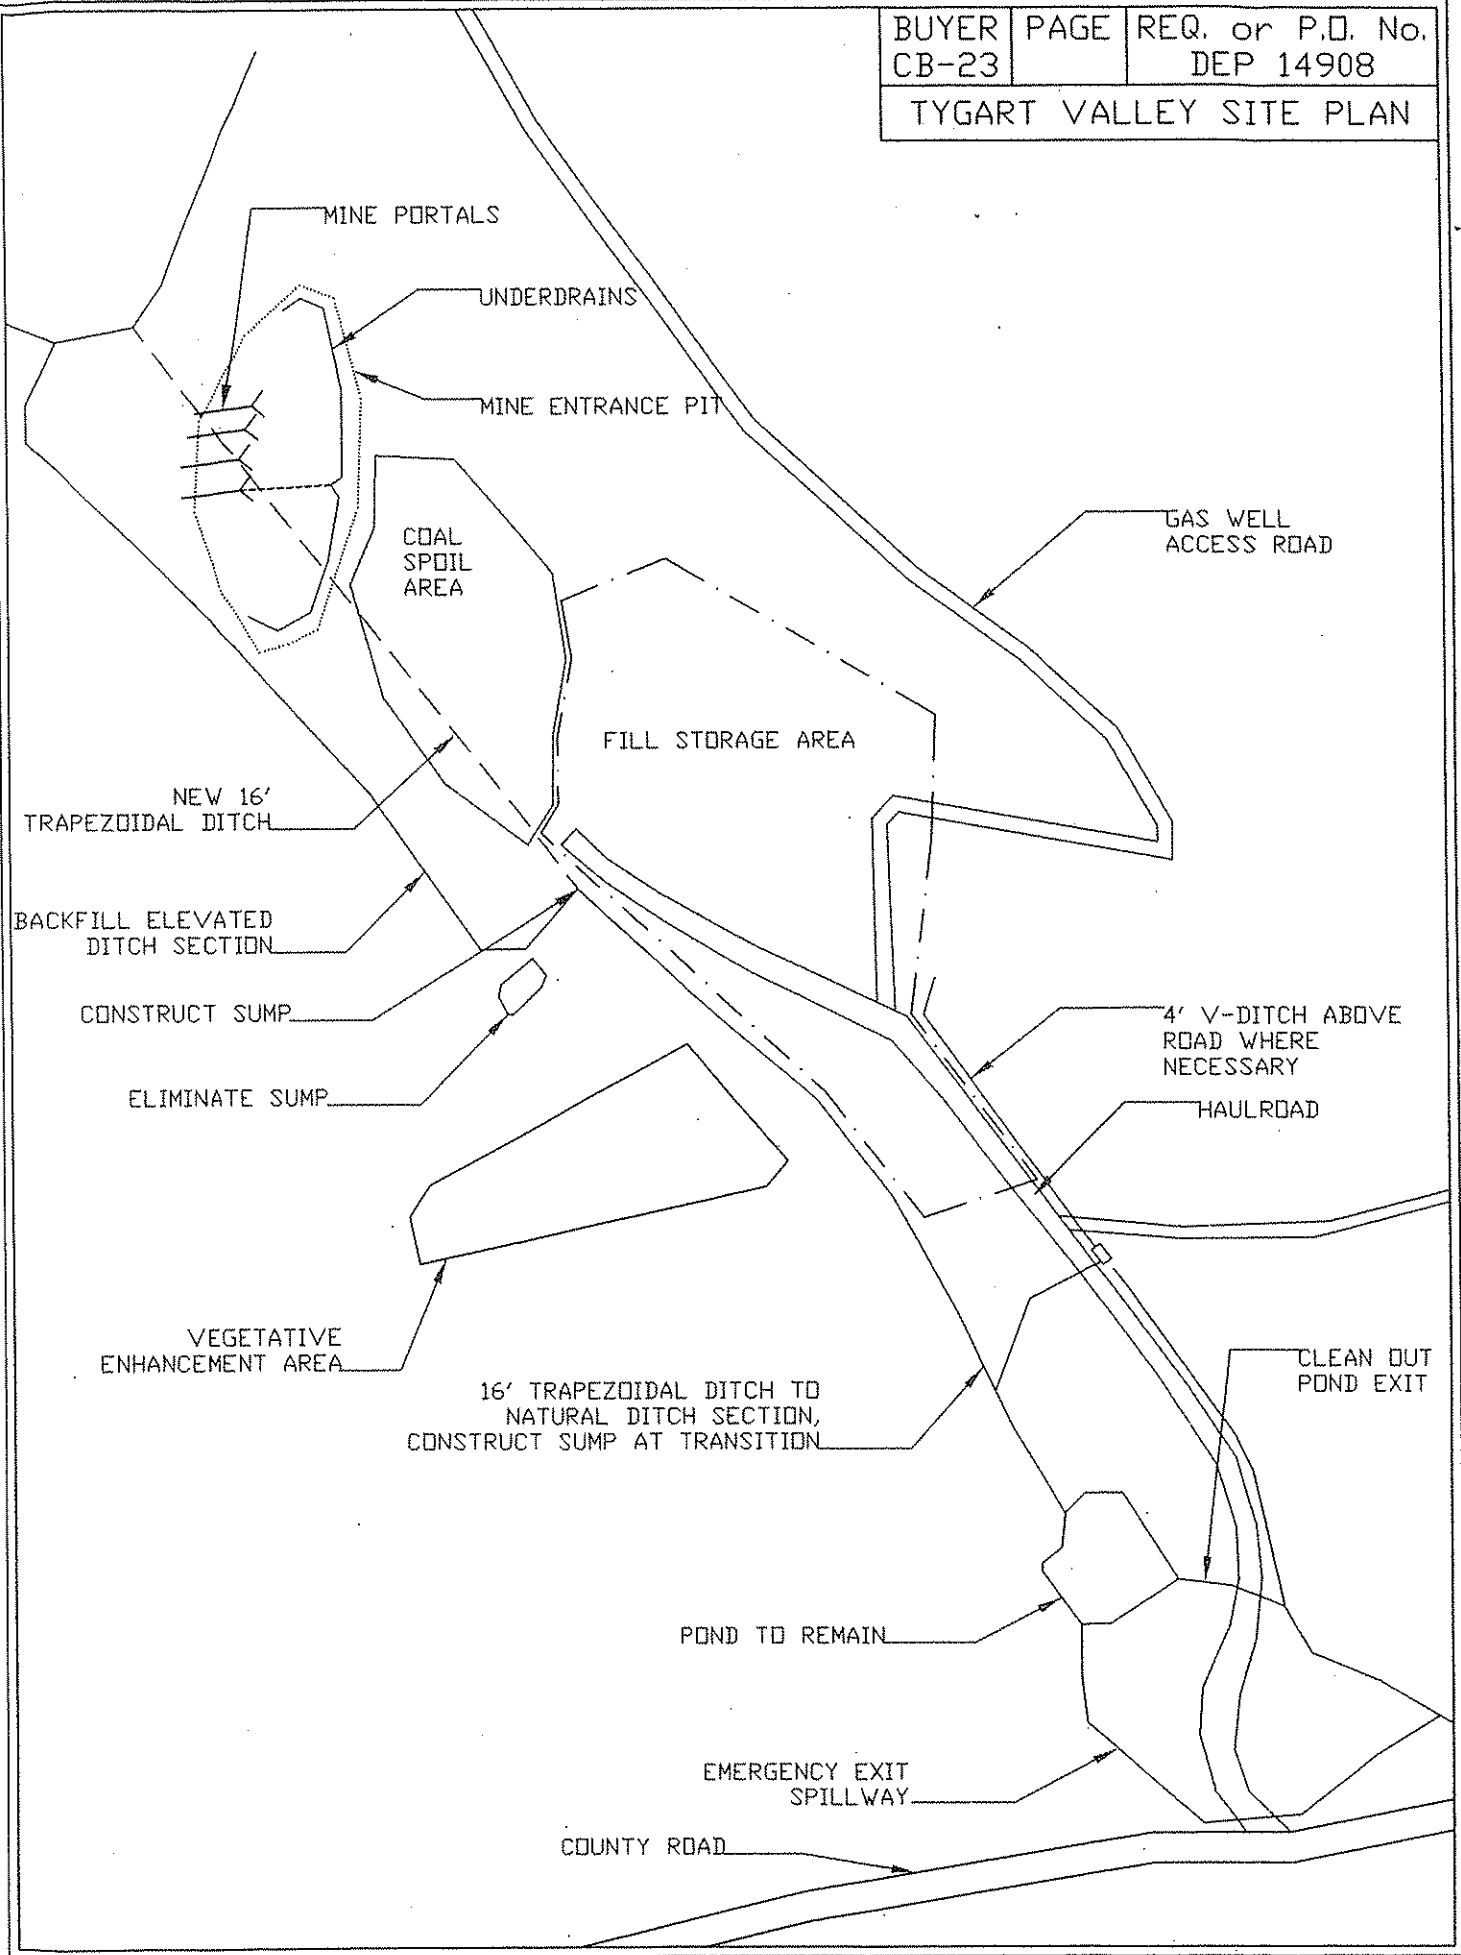 BUYER
CB-23
PAGE
REQ. or P.O. No.
DEP 14908
TYGART VALLEY SITE PLAN
MINE PORTALS
UNDERDRAINS
MINE ENTRANCE PIT
GAS WELL
ACCESS ROAD
COAL
SPOIL
AREA
FILL STORAGE AREA
NEW 16'
TRAPEZOIDAL DITCH
BACKFILL ELEVATED
DITCH SECTION
CONSTRUCT SUMP
4' V-DITCH ABOVE
ROAD WHERE
NECESSARY
ELIMINATE SUMP
HAULROAD
VEGETATIVE
ENHANCEMENT AREA
CLEAN OUT
POND EXIT
16' TRAPEZOIDAL DITCH TO
NATURAL DITCH SECTION,
CONSTRUCT SUMP AT TRANSITION
POND TO REMAIN
EMERGENCY EXIT
SPILLWAY
COUNTY ROAD